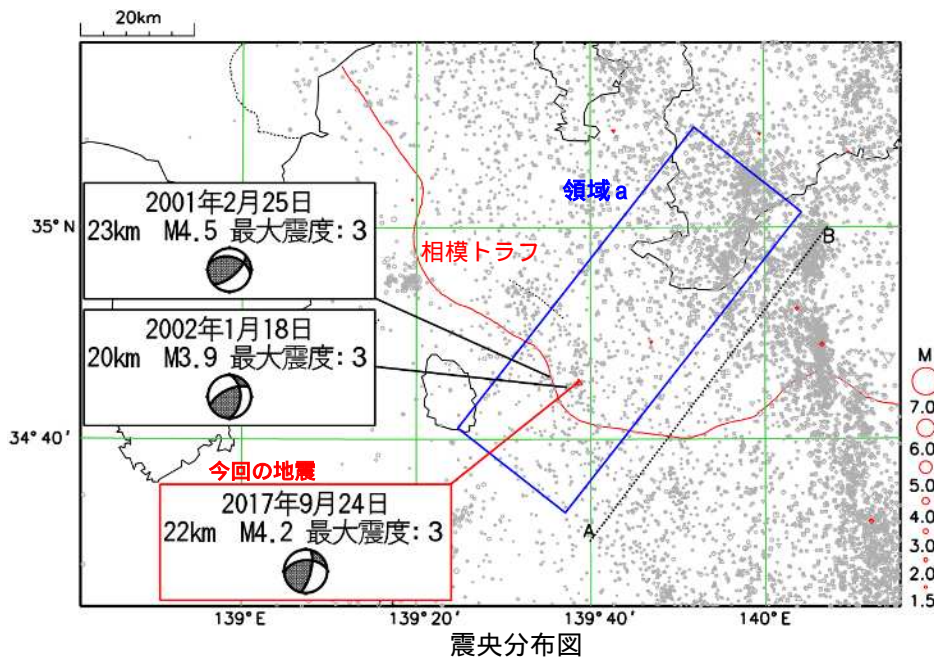 20km
領域a
2001年2月25日
23km M4.5 最大震度:3
35°N
相模トラフ
B
2002年1月18日
20km M3.9 最大震度:3
M
7.0
34°40'
6.0
今回の地震
5.0
2017年9月24日
4.0
22km M4.2 最大震度:3
A
3.0
2.0
1.5
139°E
139°20'
139°40'
140°E
震央分布図